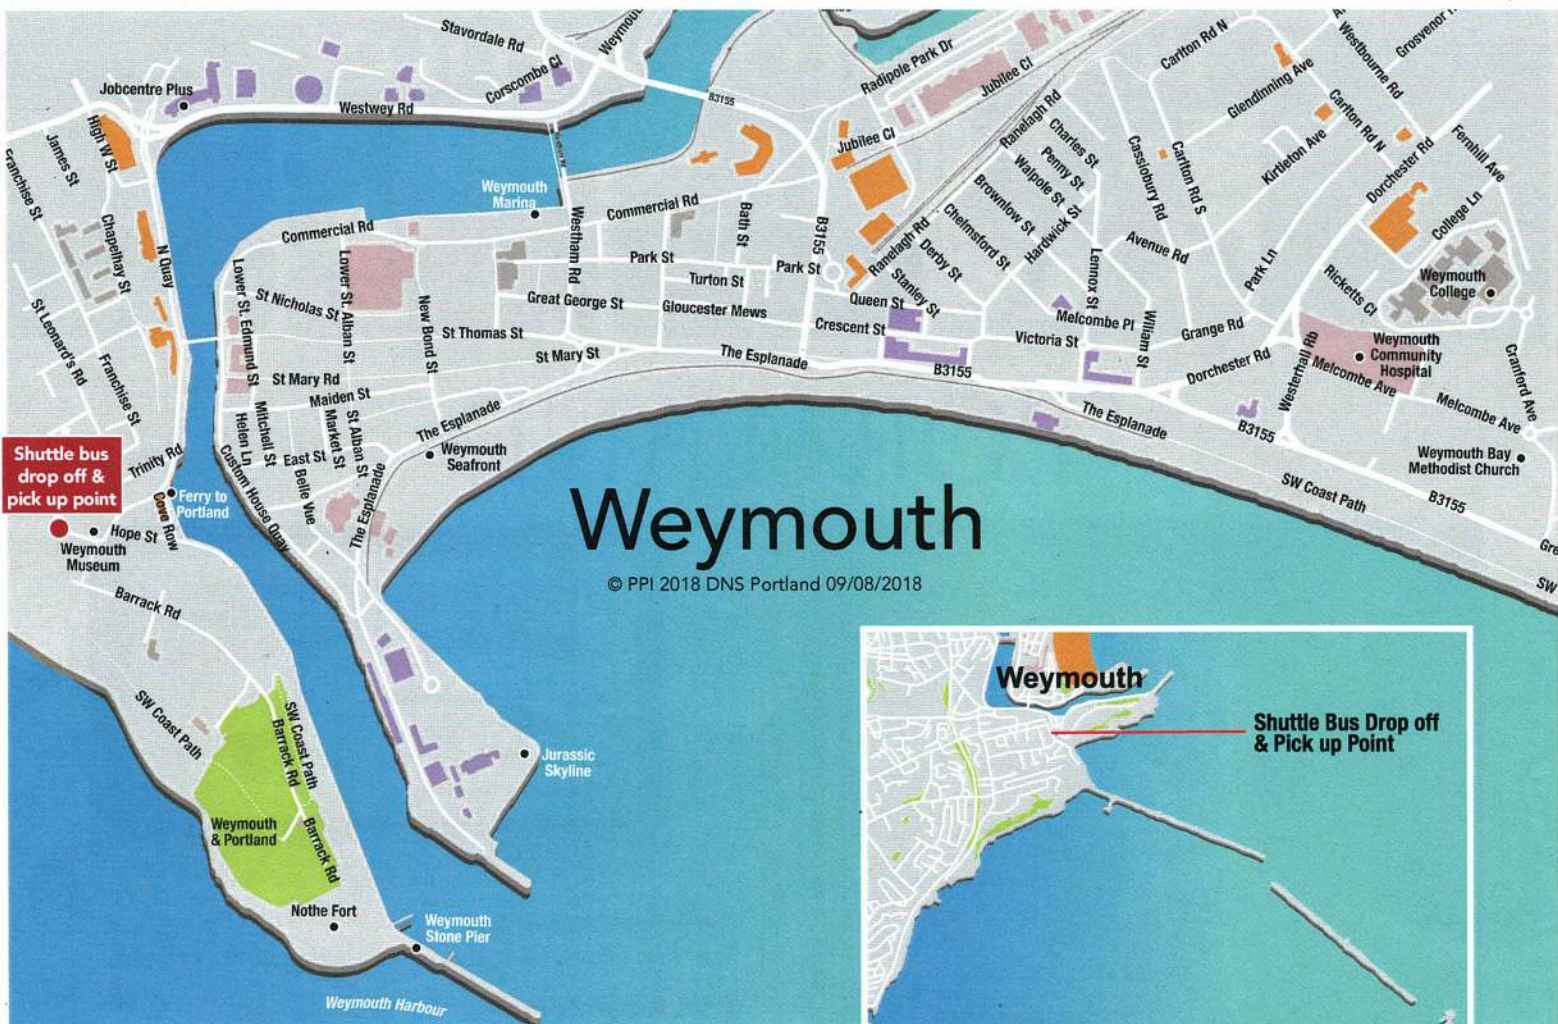 Stavordale Rd
Corscombe Cl
Jobcentre Plus
Westwey Rd
B3155
Radipole Park Dr
Jubilee Cl
Jubilee Cl
Carlton Rd N
Glendinning Ave
Westbourne Rd
Carlton Rd N
Kirtleton Ave
Dorchester Rd
Fernhill Ave
College Ln
High W St
James St
Franchise St
Chapelhay St
N Quay
St Leonard's Rd
Franchise St
Weymouth
Marina
Commercial Rd
Commercial Rd
Westham Rd
Bath St
B3155
Park St
Park St
Turton St
Great George St
Gloucester Mews
Queen St
Crescent St
Ranelagh Rd
Ranelagh Rd
Charles St
Penny St
Walpole St
Brownlow St
Hardwick St
Chelmsford St
Derby St
Stanley St
Cassiobury Rd
Carlton Rd S
Avenue Rd
Lennox St
Melcombe Pl
Victoria St
William St
Grange Rd
Park Ln
Ricketts Cl
Weymouth
College
Weymouth
Community
Hospital
Westerhall Rb
Melcombe Ave
Melcombe Ave
Cranford Ave
Dorchester Rd
Weymouth Bay
Methodist Church
Lower St. Edmund St
St Nicholas St
Lower St. Alban St
New Bond St
St Thomas St
St Mary St
The Esplanade
B3155
The Esplanade
B3155
SW Coast Path
B3155
Gre
SW
St Mary Rd
Maiden St
Helen Ln
Mitchell St
Market St
St Alban St
East St
Belle Vue
The Esplanade
The Esplanade
Weymouth
Seafront
Custom House Quay
Trinity Rd
Shuttle bus
drop off &
pick up point
Ferry to
Portland
Cove Row
Hope St
Weymouth
Museum
Barrack Rd
Weymouth
© PPI 2018 DNS Portland 09/08/2018
SW Coast Path
SW Coast Path
Barrack Rd
Barrack Rd
Weymouth
& Portland
Jurassic
Skyline
Nothe Fort
Weymouth
Stone Pier
Weymouth Harbour
Weymouth
Shuttle Bus Drop off
& Pick up Point